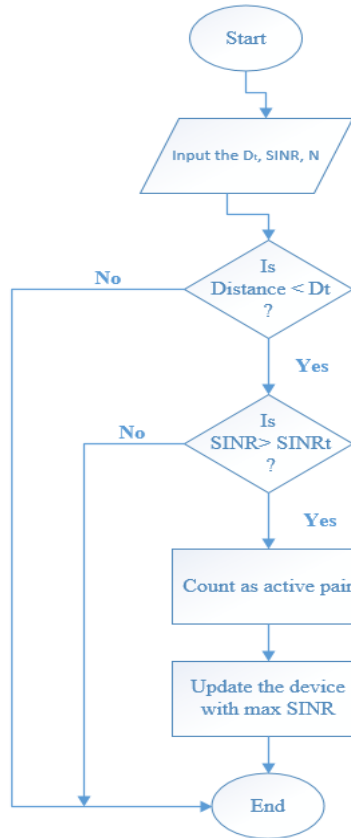 Start
Input the Dt, SINR, N
Is
Distance < Dt
?
No
Yes
Is
SINR> SINRt
?
No
Yes
Count as active pair
Update the device
with max SINR
End